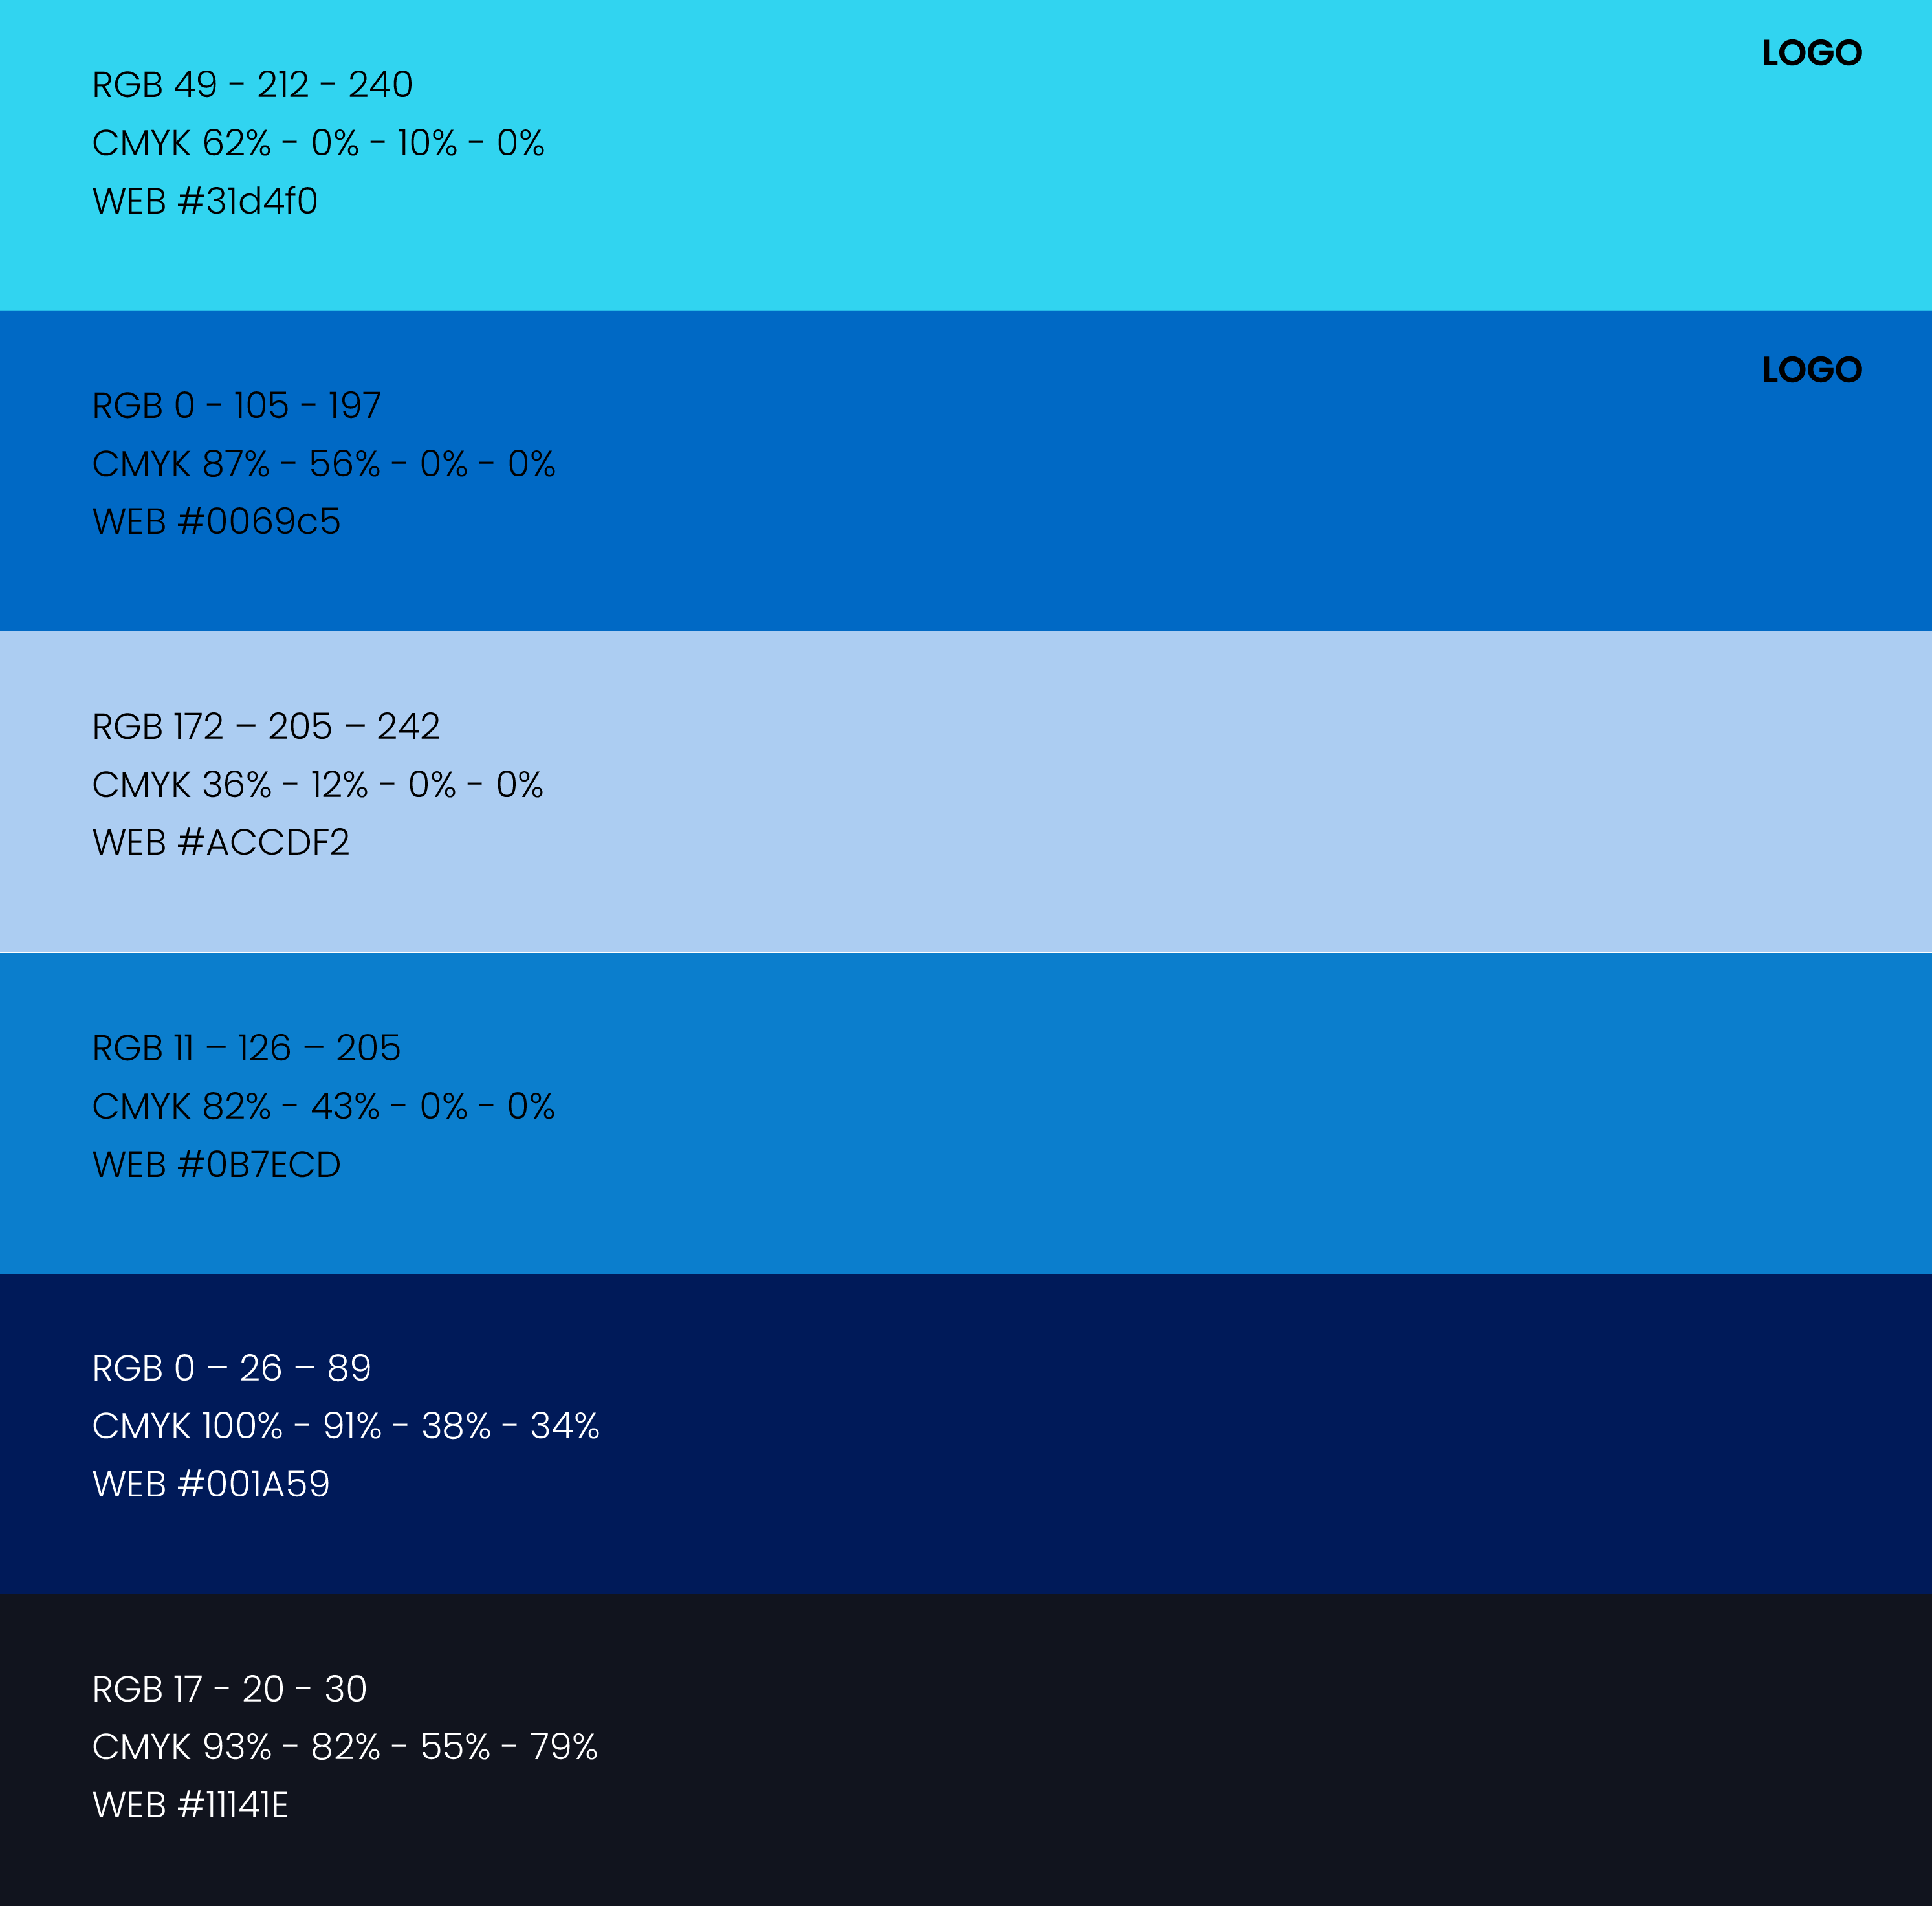 LOGO
RGB 49 - 212 - 240
CMYK 62% - 0% - 10% - 0%
WEB #31d4f0
LOGO
RGB 0 - 105 - 197
CMYK 87% - 56% - 0% - 0%
WEB #0069c5
RGB 172 – 205 – 242
CMYK 36% - 12% - 0% - 0%
WEB #ACCDF2
RGB 11 – 126 – 205
CMYK 82% - 43% - 0% - 0%
WEB #0B7ECD
RGB 0 – 26 – 89
CMYK 100% - 91% - 38% - 34%
WEB #001A59
RGB 17 - 20 - 30
CMYK 93% - 82% - 55% - 79%
WEB #11141E